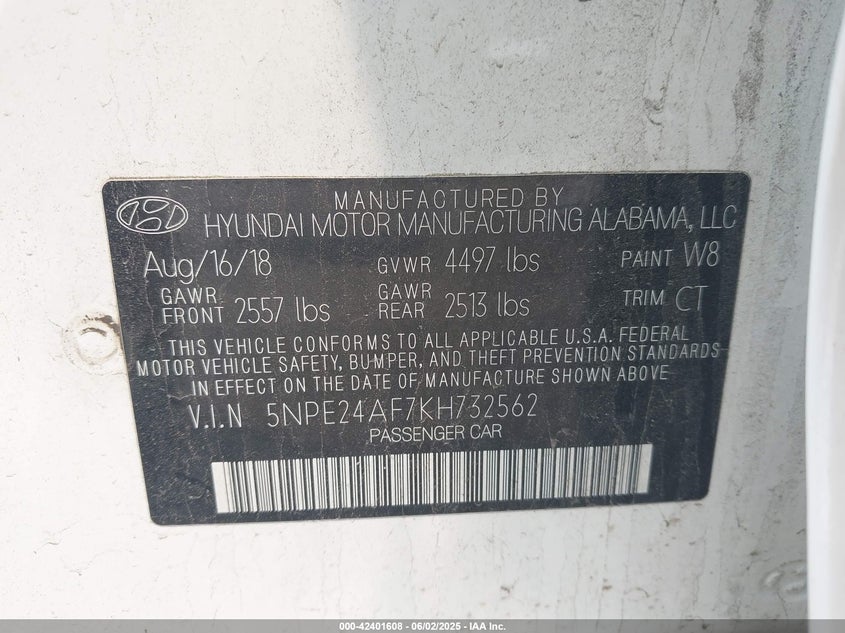 MANUFACTURED BY
HYUNDAI MOTOR MANUFACTURING ALABAMA, LLC
Aug/16/18 GVWR 4497 lbs PAINT W8
GAWR FRONT 2557 lbs GAWR REAR 2513 lbs TRIM CT
THIS VEHICLE CONFORMS TO ALL APPLICABLE U.S.A. FEDERAL
MOTOR VEHICLE SAFETY, BUMPER, AND THEFT PREVENTION STANDARDS
IN EFFECT ON THE DATE OF MANUFACTURE SHOWN ABOVE
V.I.N 5NPE24AF7KH732562
PASSENGER CAR
000-42401608 - 06/02/2025 - IAA Inc.